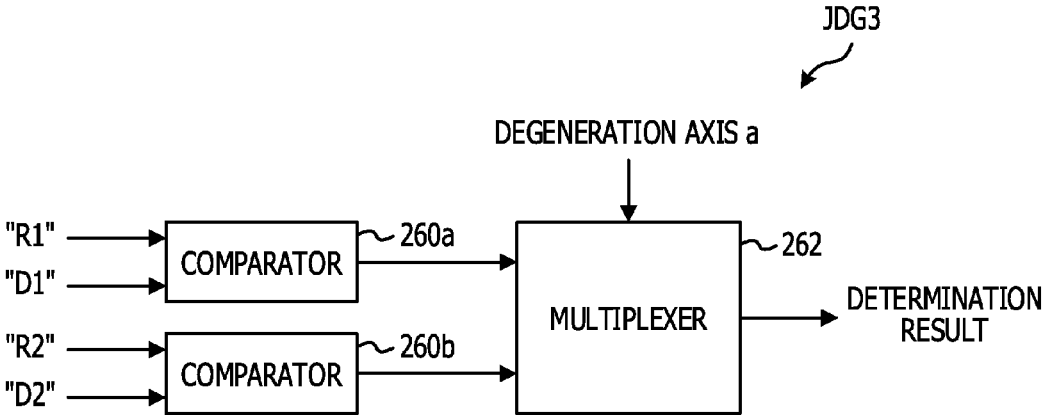 JDG3
DEGENERATION AXIS a
"R1"
"D1"
COMPARATOR
260a
262
MULTIPLEXER
DETERMINATION
RESULT
"R2"
"D2"
COMPARATOR
260b